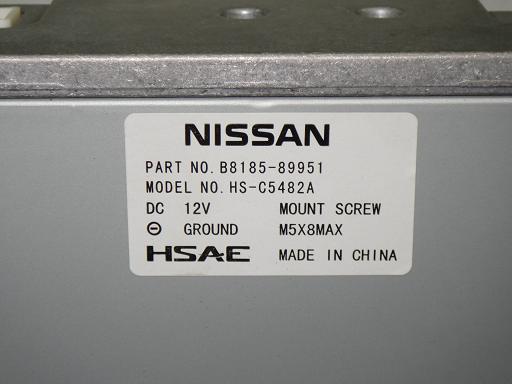 NISSAN
PART NO. B8185-89951
MODEL NO. HS-C5482A
DC 12V MOUNT SCREW
⊖ GROUND M5X8MAX
HSAE MADE IN CHINA